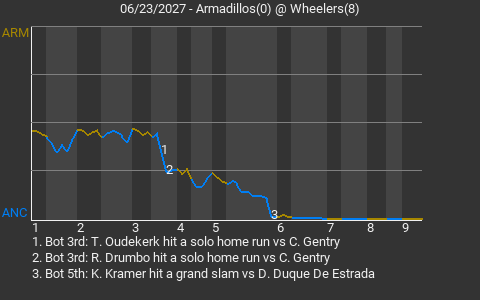 06/23/2027 - Armadillos(0) @ Wheelers(8)
ARM
ANC
1
2
3
1 2 3 4 5 6 7 8 9
1. Bot 3rd: T. Oudekerk hit a solo home run vs C. Gentry
2. Bot 3rd: R. Drumbo hit a solo home run vs C. Gentry
3. Bot 5th: K. Kramer hit a grand slam vs D. Duque De Estrada